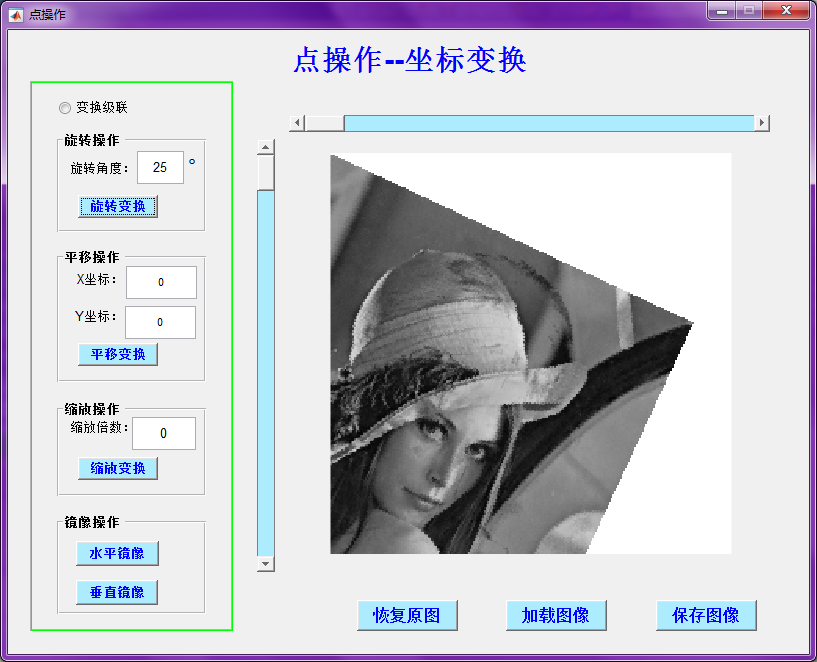 点操作
点操作--坐标变换
变换级联
旋转操作
旋转角度： 25 °
旋转变换
平移操作
X坐标： 0
Y坐标： 0
平移变换
缩放操作
缩放倍数： 0
缩放变换
镜像操作
水平镜像
垂直镜像
恢复原图 加载图像 保存图像